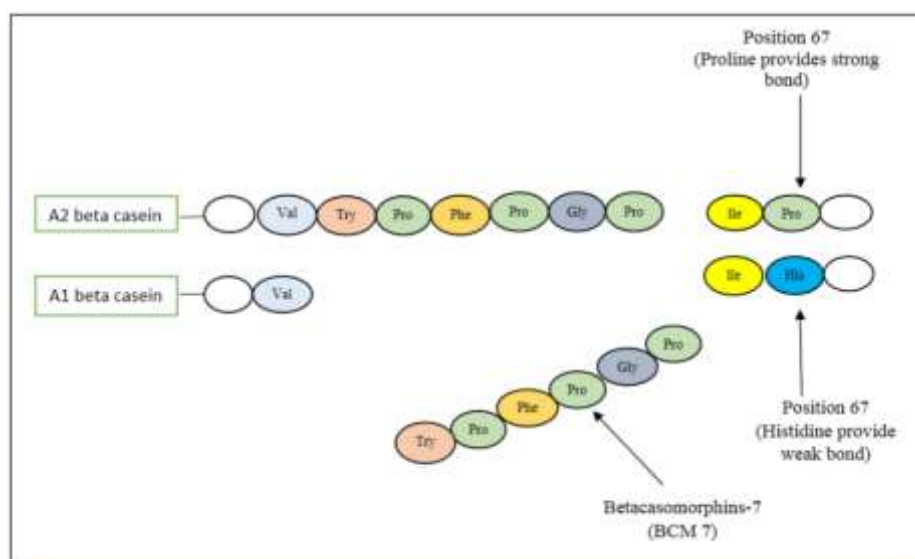 Position 67
(Proline provides strong
bond)
A2 beta casein
Val Try Pro Phe Pro Gly Pro
Ile Pro
A1 beta casein
Val
Ile His
Try Pro Phe Pro Gly Pro
Position 67
(Histidine provide
weak bond)
Betacasomorphins-7
(BCM 7)